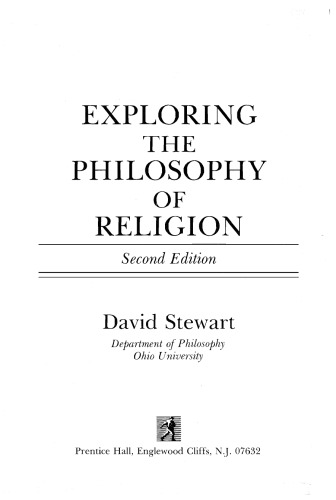 EXPLORING
THE
PHILOSOPHY
OF
RELIGION
Second Edition
David Stewart
Department of Philosophy
Ohio University
Prentice Hall, Englewood Cliffs, N.J. 07632